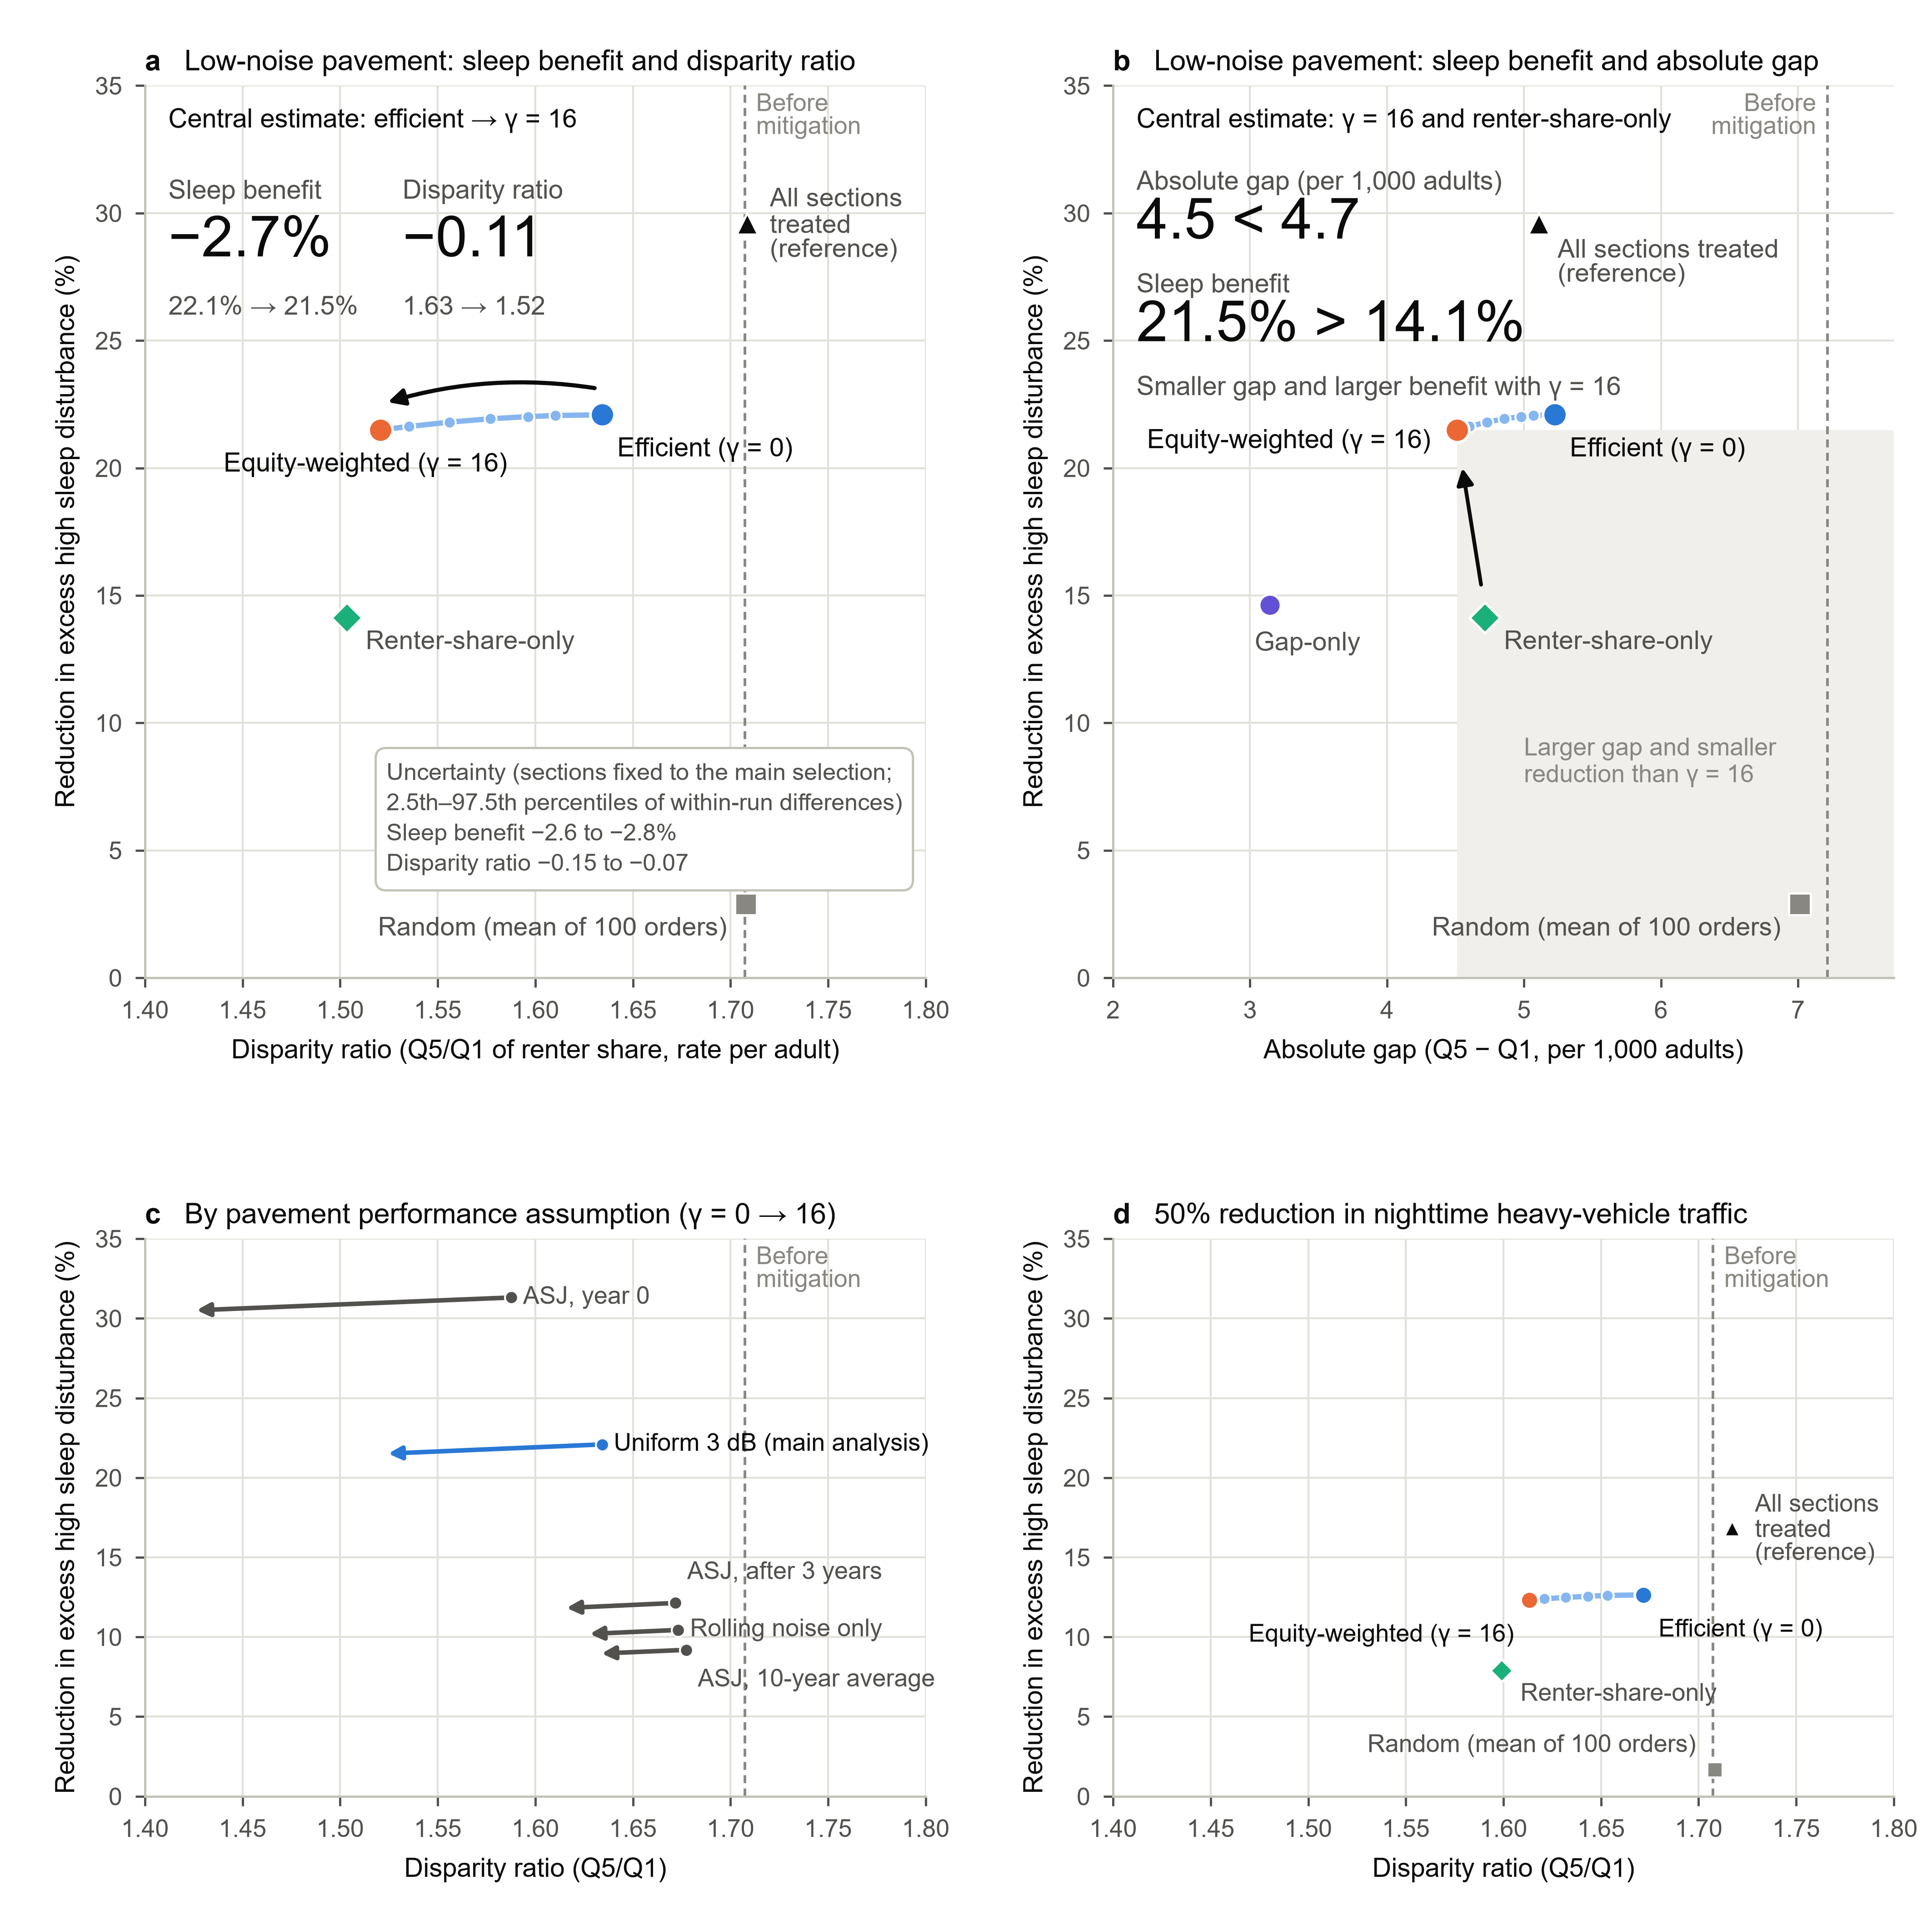 a Low-noise pavement: sleep benefit and disparity ratio
Reduction in excess high sleep disturbance (%)
35
30
25
20
15
10
5
0
Central estimate: efficient → γ = 16
Before
mitigation
Sleep benefit
−2.7%
22.1% → 21.5%
Disparity ratio
−0.11
1.63 → 1.52
All sections
treated
(reference)
Equity-weighted (γ = 16)
Efficient (γ = 0)
Renter-share-only
Uncertainty (sections fixed to the main selection;
2.5th–97.5th percentiles of within-run differences)
Sleep benefit −2.6 to −2.8%
Disparity ratio −0.15 to −0.07
Random (mean of 100 orders)
1.40 1.45 1.50 1.55 1.60 1.65 1.70 1.75 1.80
Disparity ratio (Q5/Q1 of renter share, rate per adult)
b Low-noise pavement: sleep benefit and absolute gap
Reduction in excess high sleep disturbance (%)
35
30
25
20
15
10
5
0
Central estimate: γ = 16 and renter-share-only
Before
mitigation
Absolute gap (per 1,000 adults)
4.5 < 4.7
All sections treated
(reference)
Sleep benefit
21.5% > 14.1%
Smaller gap and larger benefit with γ = 16
Equity-weighted (γ = 16)
Efficient (γ = 0)
Gap-only
Renter-share-only
Larger gap and smaller
reduction than γ = 16
Random (mean of 100 orders)
2 3 4 5 6 7
Absolute gap (Q5 − Q1, per 1,000 adults)
c By pavement performance assumption (γ = 0 → 16)
Reduction in excess high sleep disturbance (%)
35
30
25
20
15
10
5
0
Before
mitigation
ASJ, year 0
Uniform 3 dB (main analysis)
ASJ, after 3 years
Rolling noise only
ASJ, 10-year average
1.40 1.45 1.50 1.55 1.60 1.65 1.70 1.75 1.80
Disparity ratio (Q5/Q1)
d 50% reduction in nighttime heavy-vehicle traffic
Reduction in excess high sleep disturbance (%)
35
30
25
20
15
10
5
0
Before
mitigation
All sections
treated
(reference)
Equity-weighted (γ = 16)
Efficient (γ = 0)
Renter-share-only
Random (mean of 100 orders)
1.40 1.45 1.50 1.55 1.60 1.65 1.70 1.75 1.80
Disparity ratio (Q5/Q1)